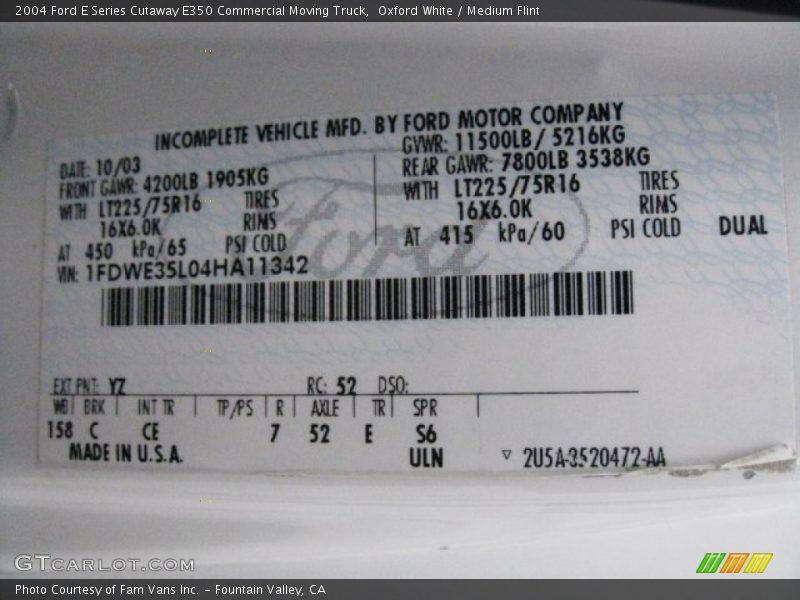 2004 Ford E Series Cutaway E350 Commercial Moving Truck,  Oxford White / Medium Flint
INCOMPLETE VEHICLE MFD. BY FORD MOTOR COMPANY
DATE: 10/03
GVWR: 11500LB/ 5216KG
FRONT GAWR: 4200LB 1905KG
REAR GAWR: 7800LB 3538KG
WITH LT225/75R16 TIRES
WITH LT225/75R16 TIRES
16X6.0K RIMS
16X6.0K RIMS
AT 450 kPa/65 PSI COLD
AT 415 kPa/60 PSI COLD DUAL
VIN: 1FDWE35L04HA11342
Ford
EXT PNT: YZ RC: 52 DSO:
WB BRK INT TR TP/PS R AXLE TR SPR
158 C CE 7 52 E S6
MADE IN U.S.A. ULN ▽ 2U5A-3520472-AA
GTCARLOT.COM
Photo Courtesy of Fam Vans Inc. – Fountain Valley, CA